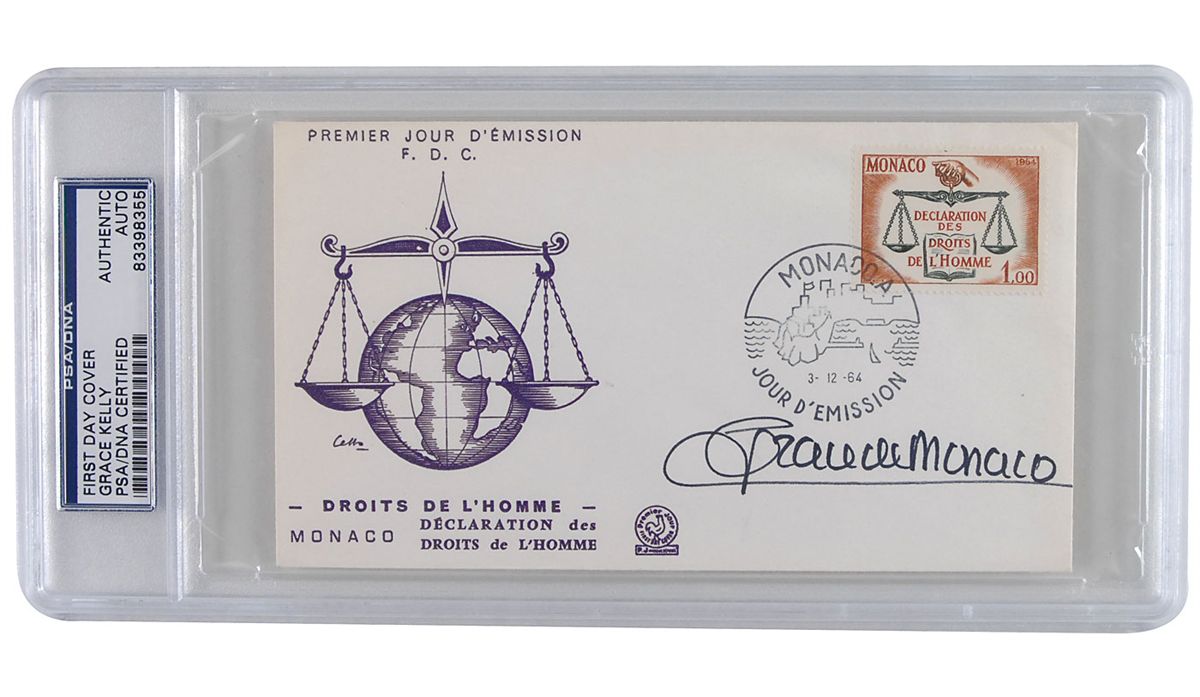 PSA/DNA
FIRST DAY COVER
GRACE KELLY
PSA/DNA CERTIFIED
AUTHENTIC
AUTO
83398355
PREMIER JOUR D'ÉMISSION
F. D. C.
MONACO 1964
DECLARATION
DES
DROITS
DE L'HOMME
1,00
MONACO.A
3-12-64
JOUR D'EMISSION
Grace de Monaco
— DROITS DE L'HOMME —
MONACO
DÉCLARATION des
DROITS de L'HOMME
Premier Jour